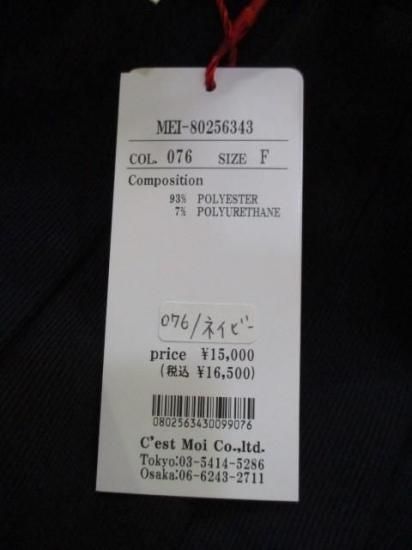 MEI-80256343
COL. 076 SIZE F
Composition
93% POLYESTER
7% POLYURETHANE
076/ネイビー
price ¥15,000
(税込 ¥16,500)
0802563430099076
C'est Moi Co.,ltd.
Tokyo:03-5414-5286
Osaka:06-6243-2711